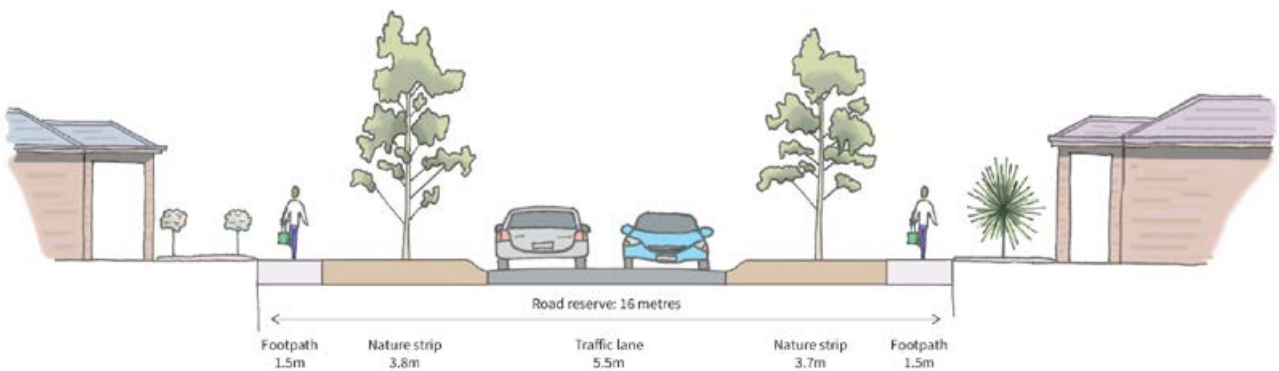 Road reserve: 16 metres
Footpath
1.5m
Nature strip
3.8m
Traffic lane
5.5m
Nature strip
3.7m
Footpath
1.5m